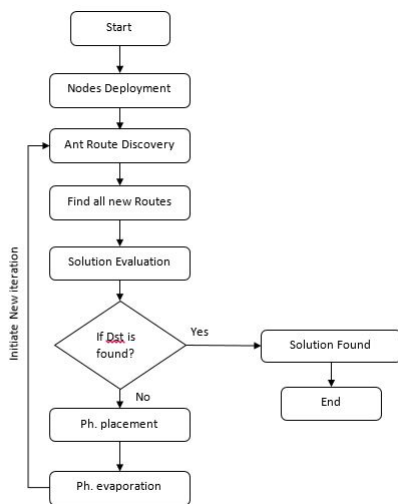 Start
Nodes Deployment
Ant Route Discovery
Find all new Routes
Solution Evaluation
If Dst is
found?
Yes
Solution Found
End
No
Ph. placement
Ph. evaporation
Initiate New iteration